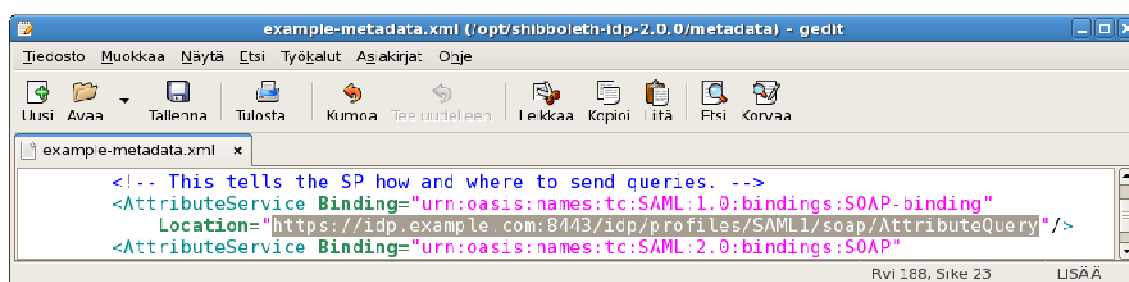 example-metadata.xml (/opt/shibboleth-idp-2.0.0/metadata) - gedit
Tiedosto Muokkaa Näytä Etsi Työkalut Asiakirjat Ohje
Uusi Avaa Tallenna Tulosta Kumoa Tee uudelleen Leikkaa Kopioi Liitä Etsi Korvaa
example-metadata.xml
<!-- This tells the SP how and where to send queries. -->
<AttributeService Binding="urn:oasis:names:tc:SAML:1.0:bindings:SOAP-binding"
Location="https://idp.example.com:8443/idp/profiles/SAML1/soap/AttributeQuery"/>
<AttributeService Binding="urn:oasis:names:tc:SAML:2.0:bindings:SOAP"
Rvi 188, Srke 23 LISÄÄ